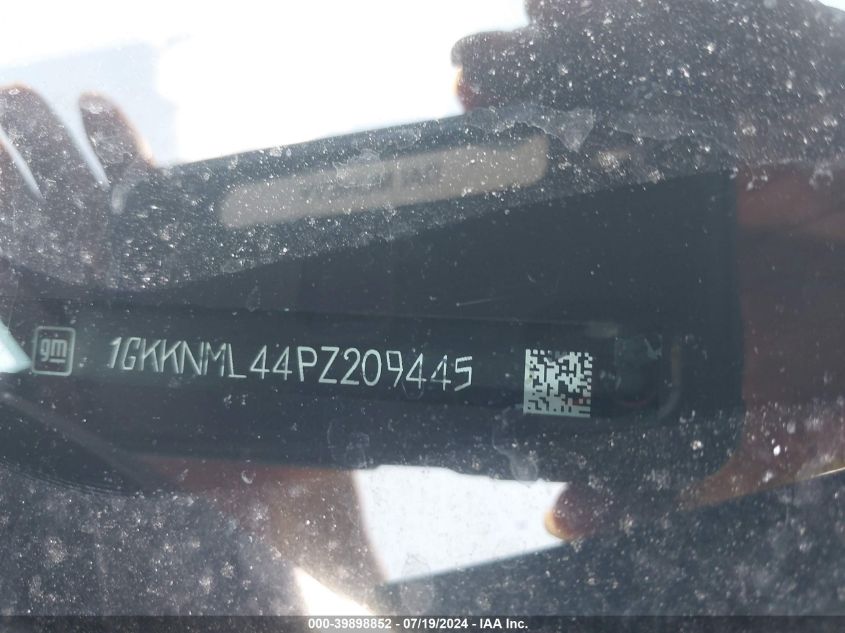 gm 1GKKNML44PZ209445
000-39898852 - 07/19/2024 - IAA Inc.